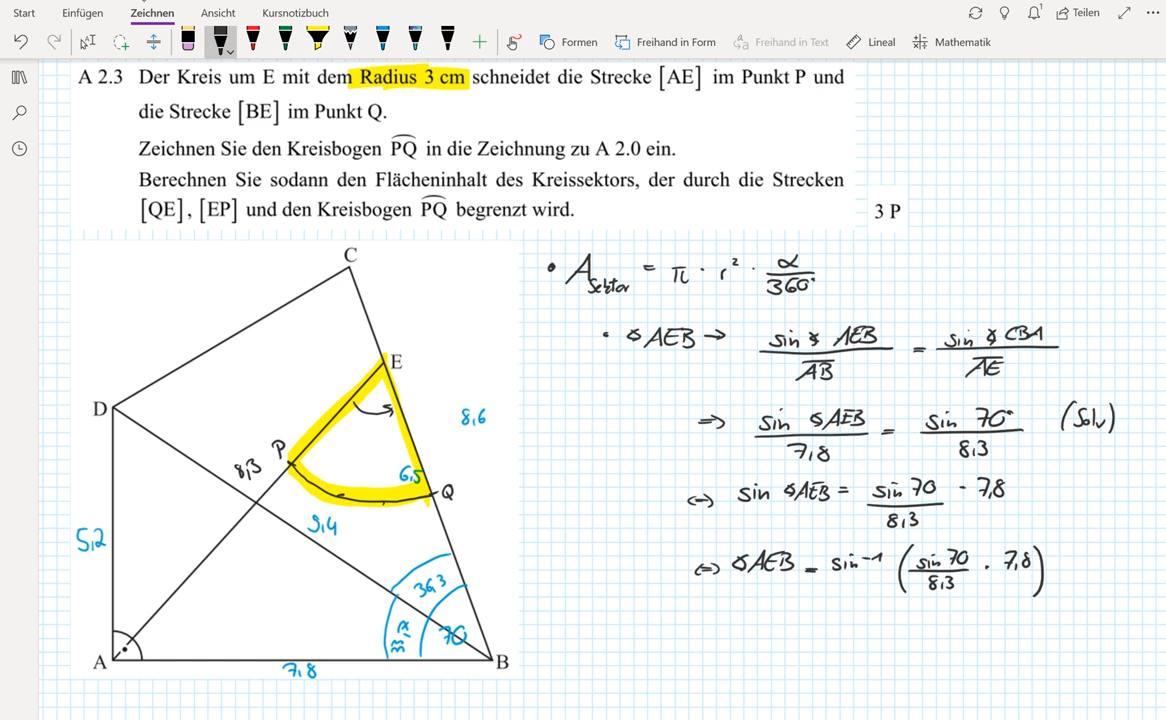 Start Einfügen Zeichnen Ansicht Kursnotizbuch Teilen
Formen Freihand in Form Freihand in Text Lineal Mathematik
A 2.3 Der Kreis um E mit dem Radius 3 cm schneidet die Strecke [AE] im Punkt P und
die Strecke [BE] im Punkt Q.
Zeichnen Sie den Kreisbogen PQ in die Zeichnung zu A 2.0 ein.
Berechnen Sie sodann den Flächeninhalt des Kreissektors, der durch die Strecken
[QE], [EP] und den Kreisbogen PQ begrenzt wird.
3 P
C
E
D
8,6
P
8,3
6,5
Q
9,4
5,2
36,3
70
A
B
7,8
• A Sektor = π · r² · α/360°
• ∢AEB → sin ∢ AEB / AB = sin ∢ CBA / AE
⇒ sin ∢AEB / 7,8 = sin 70° / 8,3 (Solv)
⇔ sin ∢AEB = sin 70 / 8,3 · 7,8
⇔ ∢AEB = sin⁻¹ (sin 70 / 8,3 · 7,8)